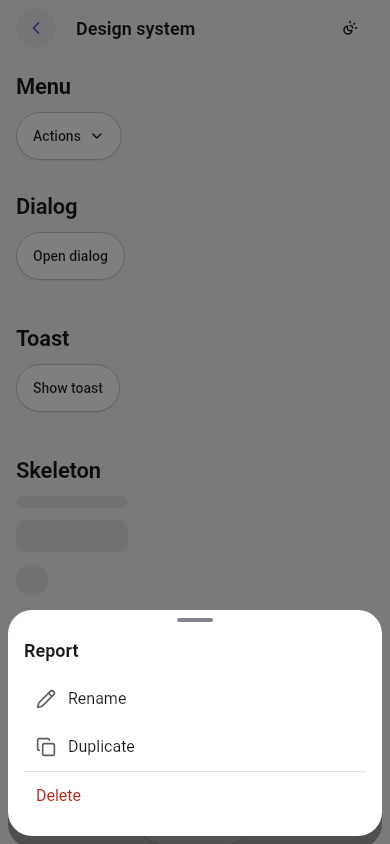 Design system
Menu
Actions
Dialog
Open dialog
Toast
Show toast
Skeleton
Report
Rename
Duplicate
Delete